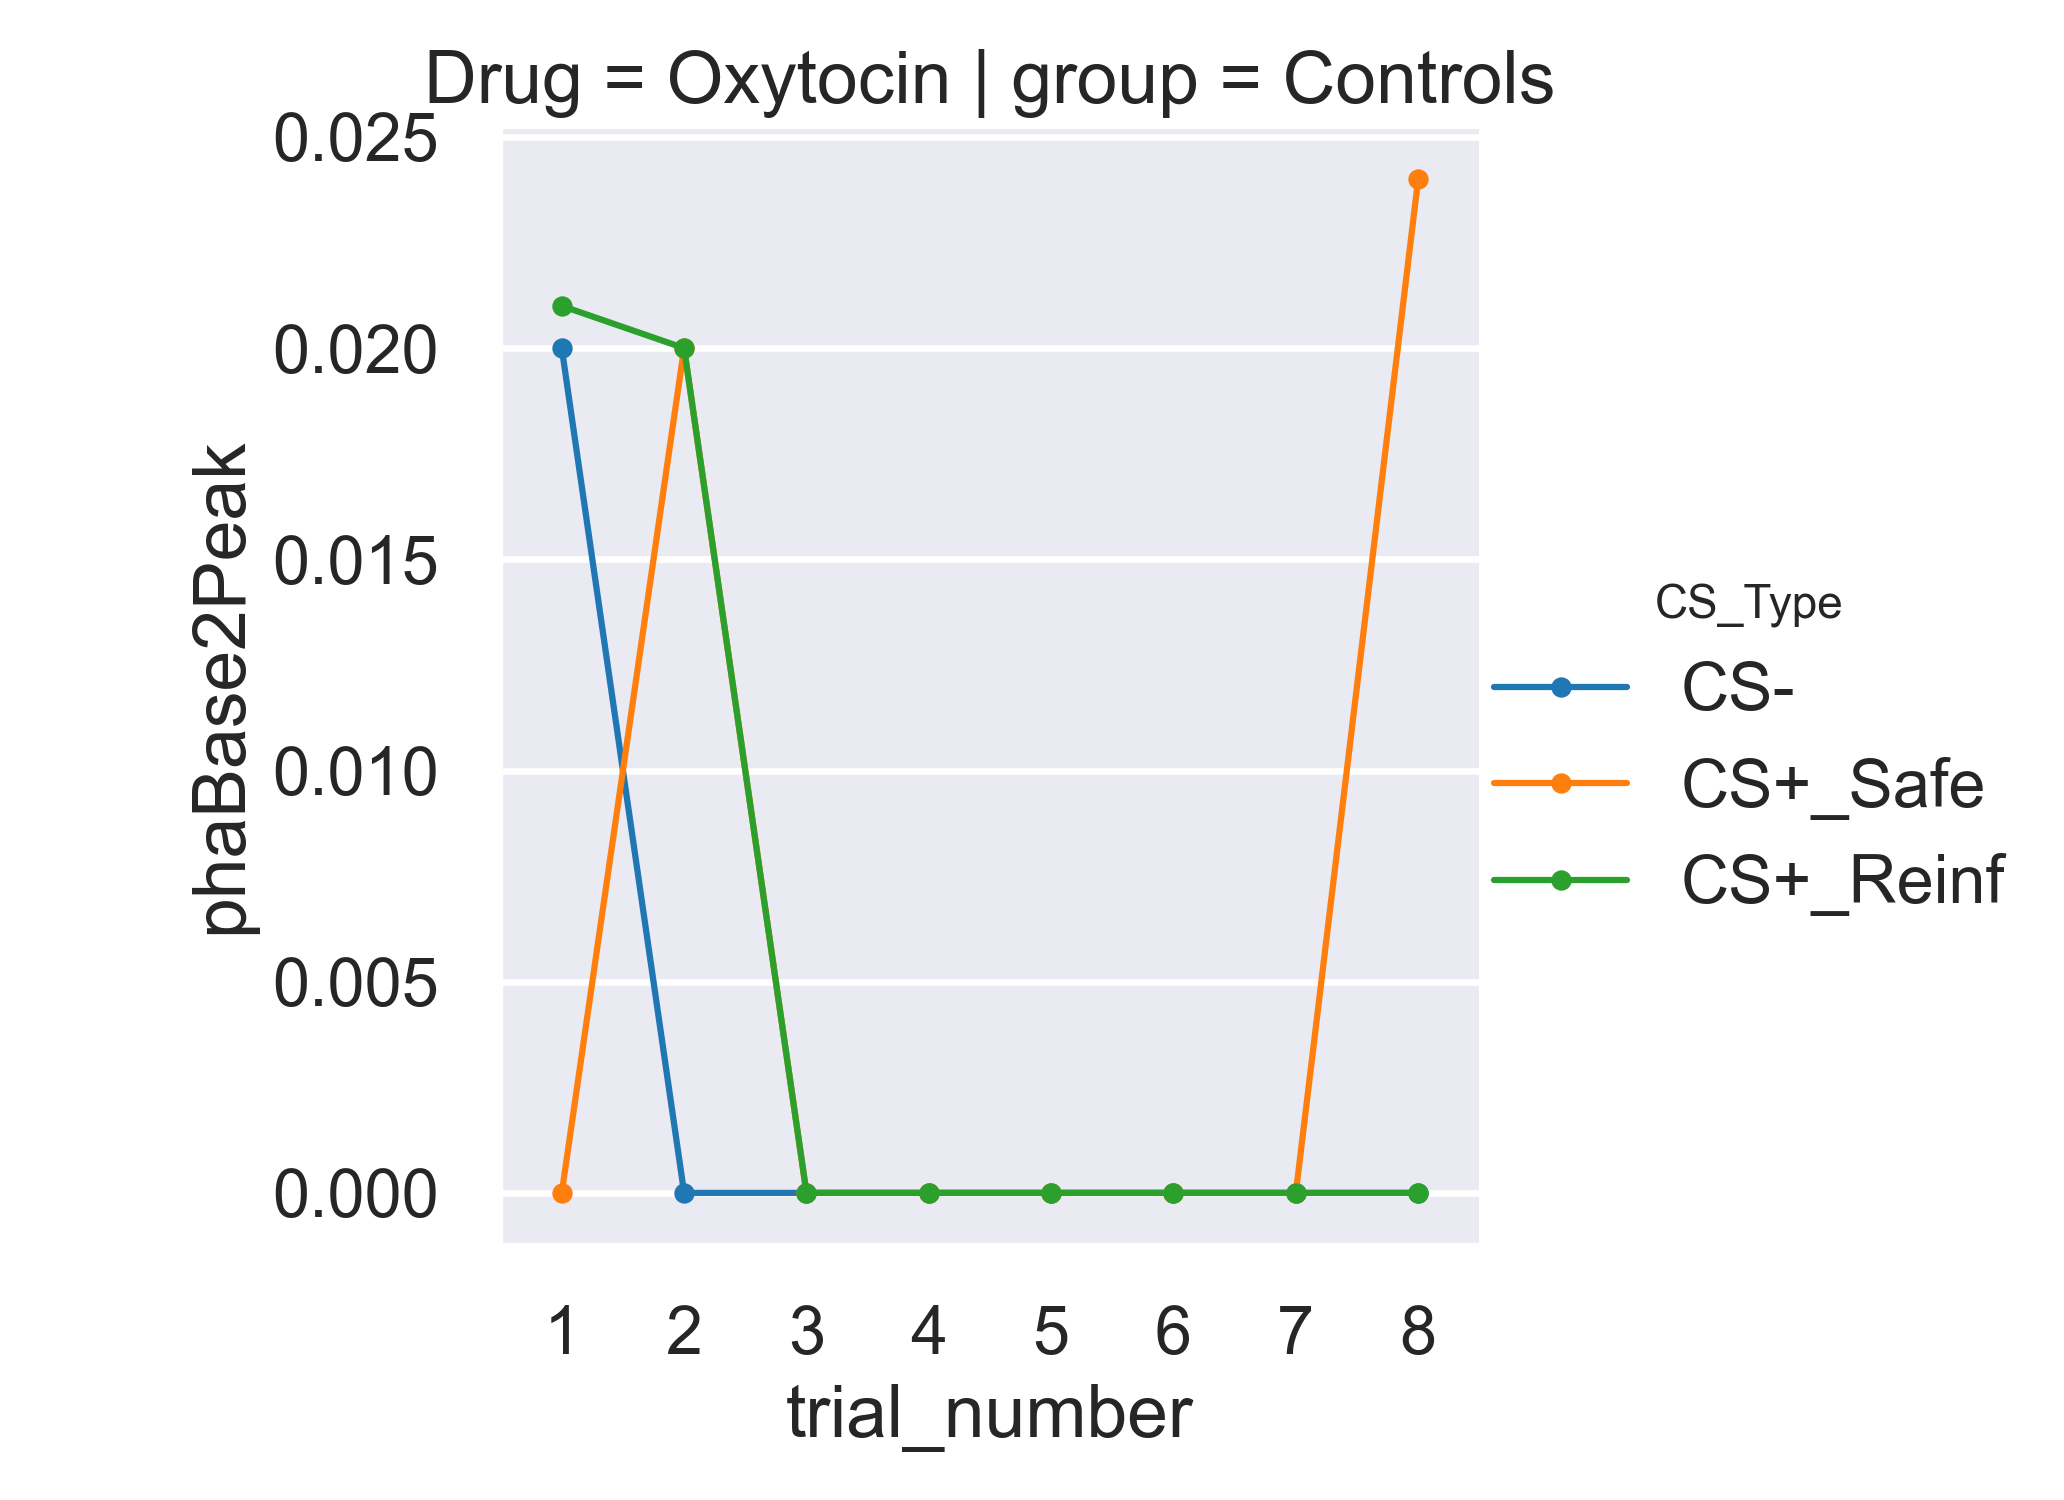 Drug = Oxytocin | group = Controls
0.025
0.020
0.015
0.010
0.005
0.000
phaBase2Peak
1 2 3 4 5 6 7 8
trial_number
CS_Type
CS-
CS+_Safe
CS+_Reinf